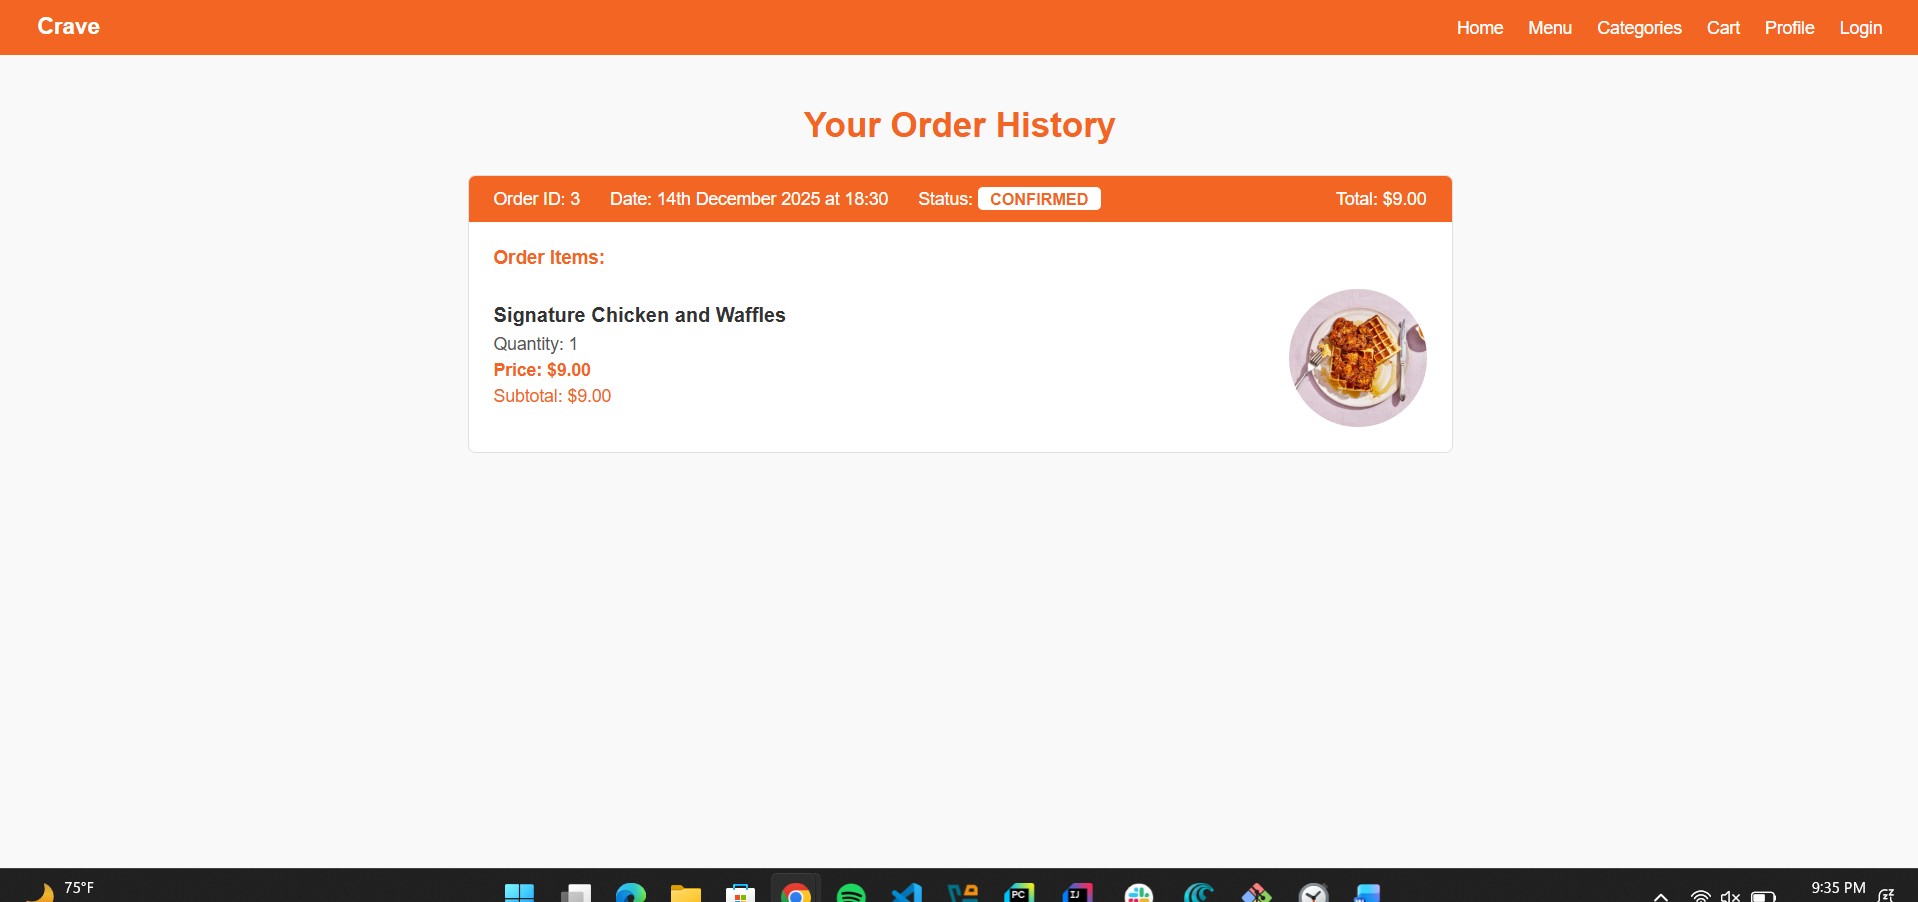 Crave
Home Menu Categories Cart Profile Login
Your Order History
Order ID: 3 Date: 14th December 2025 at 18:30 Status: CONFIRMED Total: $9.00
Order Items:
Signature Chicken and Waffles
Quantity: 1
Price: $9.00
Subtotal: $9.00
75°F
PC
IJ
9:35 PM